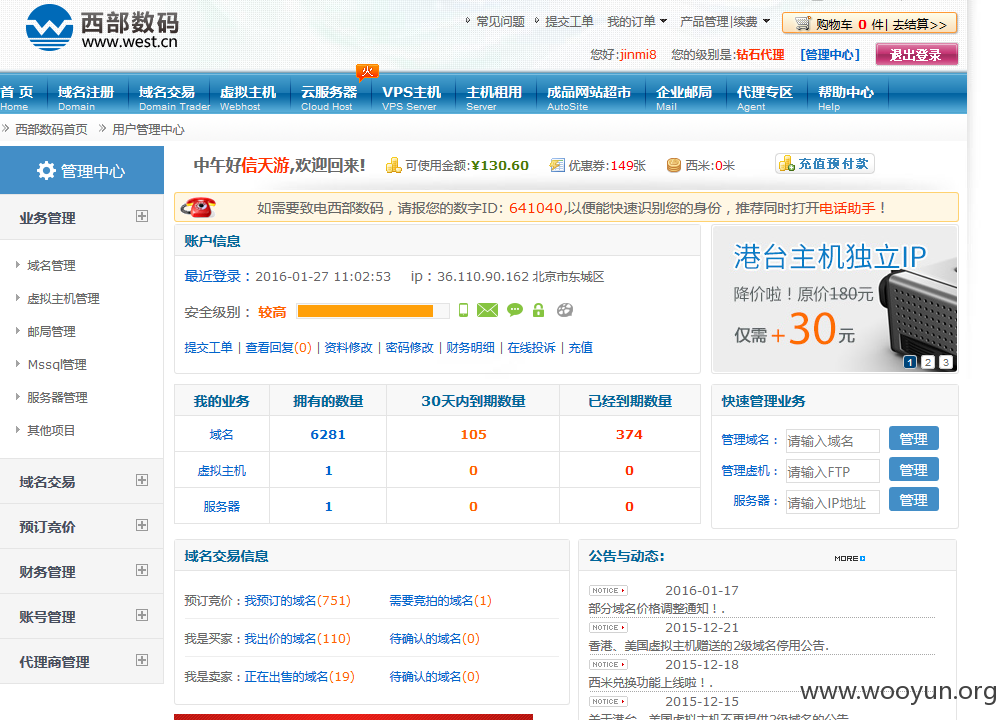 西部数码
www.west.cn
常见问题 提交工单 我的订单 产品管理|续费 购物车 0 件| 去结算>>
您好:jinmi8 您的级别是:钻石代理 [管理中心] 退出登录
火
首 页 域名注册 域名交易 虚拟主机 云服务器 VPS主机 主机租用 成品网站超市 企业邮局 代理专区 帮助中心
Home Domain Domain Trader Webhost Cloud Host VPS Server Server AutoSite Mail Agent Help
西部数码首页 用户管理中心
管理中心
中午好信天游,欢迎回来! 可使用金额:¥130.60 优惠券:149张 西米:0米 充值预付款
如需要致电西部数码，请报您的数字ID：641040,以便能快速识别您的身份，推荐同时打开电话助手！
业务管理
域名管理
虚拟主机管理
邮局管理
Mssql管理
服务器管理
其他项目
域名交易
预订竞价
财务管理
账号管理
代理商管理
账户信息
最近登录：2016-01-27 11:02:53 ip：36.110.90.162 北京市东城区
安全级别： 较高
提交工单 | 查看回复(0) | 资料修改 | 密码修改 | 财务明细 | 在线投诉 | 充值
港台主机独立IP
降价啦！原价180元
仅需+30元
1 2 3
我的业务 拥有的数量 30天内到期数量 已经到期数量
域名 6281 105 374
虚拟主机 1 0 0
服务器 1 0 0
快速管理业务
管理域名： 请输入域名 管理
管理虚机： 请输入FTP 管理
服务器： 请输入IP地址 管理
域名交易信息
预订竞价：我预订的域名(751) 需要竞拍的域名(1)
我是买家：我出价的域名(110) 待确认的域名(0)
我是卖家：正在出售的域名(19) 待确认的域名(0)
公告与动态: MORE
NOTICE 2016-01-17
部分域名价格调整通知！.
NOTICE 2015-12-21
香港、美国虚拟主机赠送的2级域名停用公告.
NOTICE 2015-12-18
西米兑换功能上线啦！.
NOTICE 2015-12-15
关于港台、美国虚拟主机不再提供2级域名的公告
www.wooyun.org